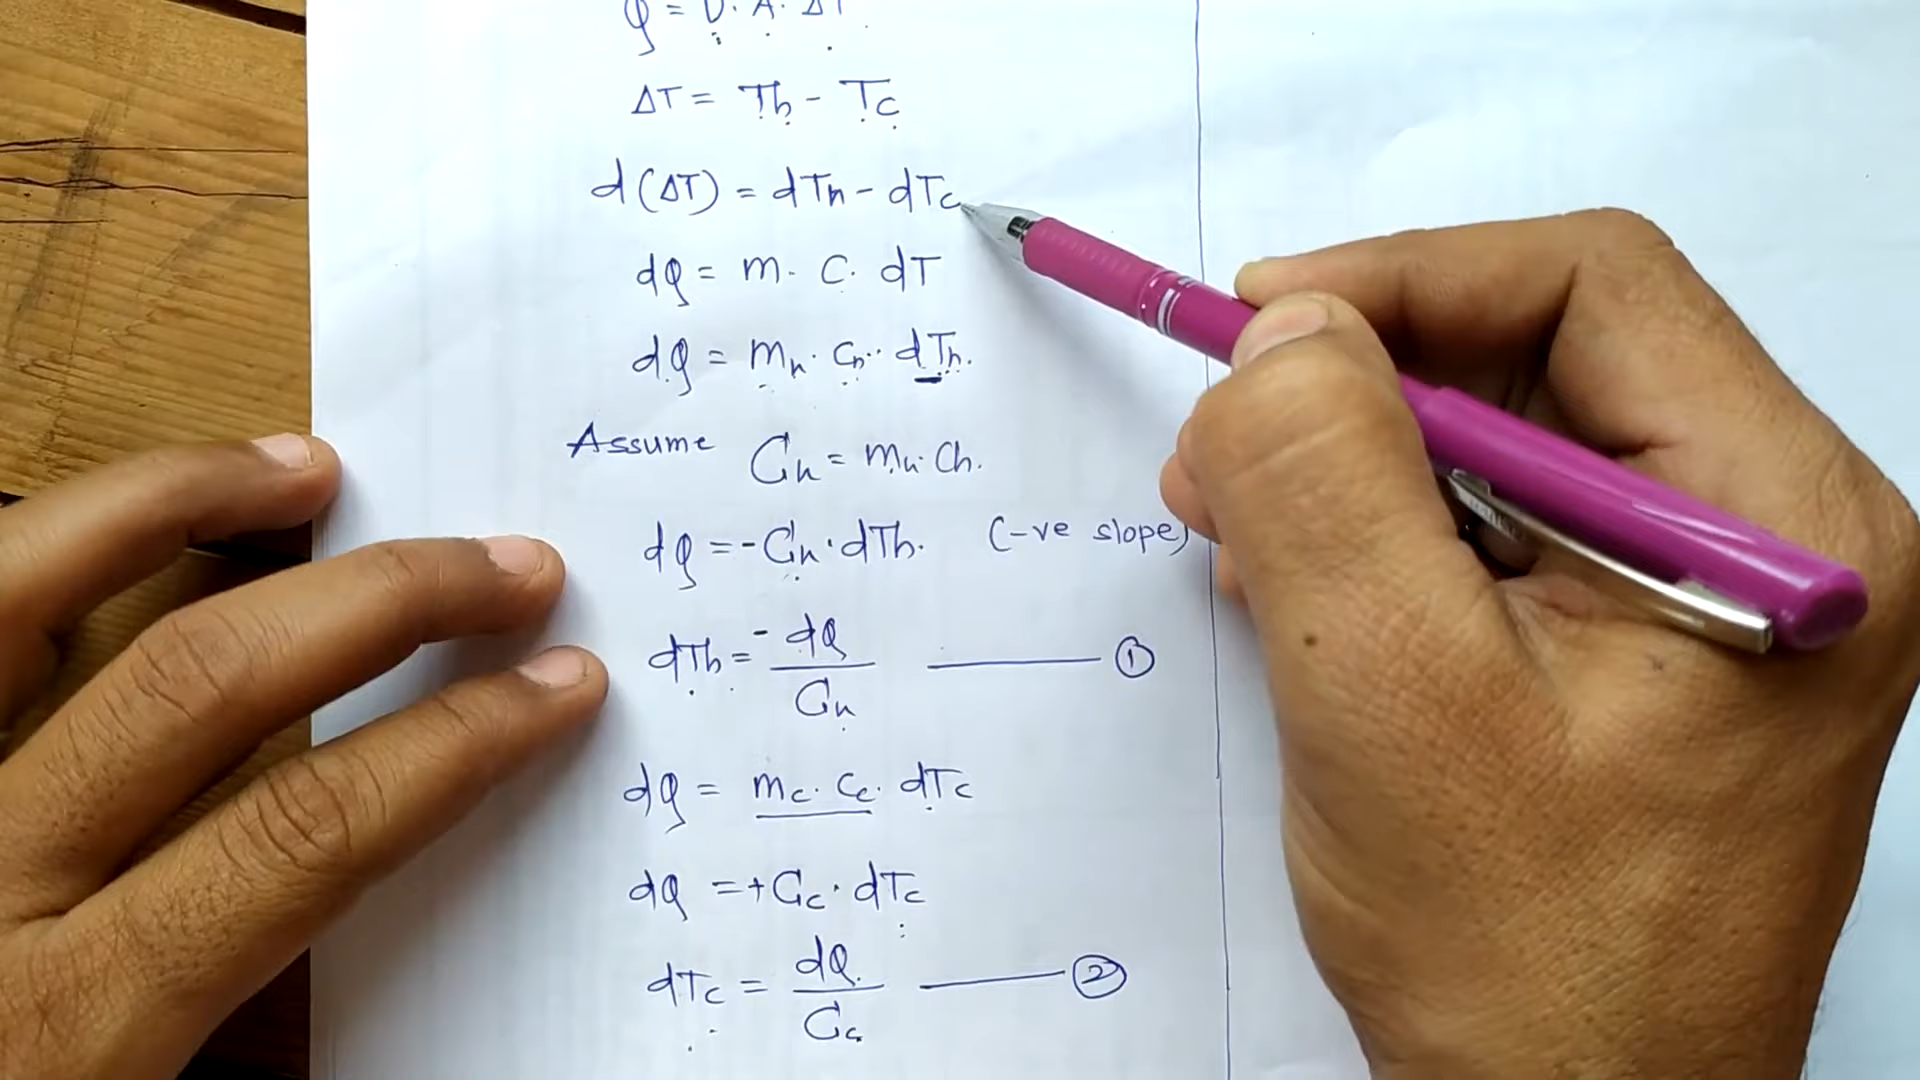 Q = U. A. ΔT
ΔT = Th - Tc
d(ΔT) = dTh - dTc
dQ = m. c. dT
dQ = mh. ch. dTh.
Assume Ch = mh. Ch.
dQ = -Ch. dTh. (-ve slope)
dTh = -dQ / Ch ——— ①
dQ = mc. Cc. dTc
dQ = +Cc. dTc
dTc = dQ / Cc ——— ②